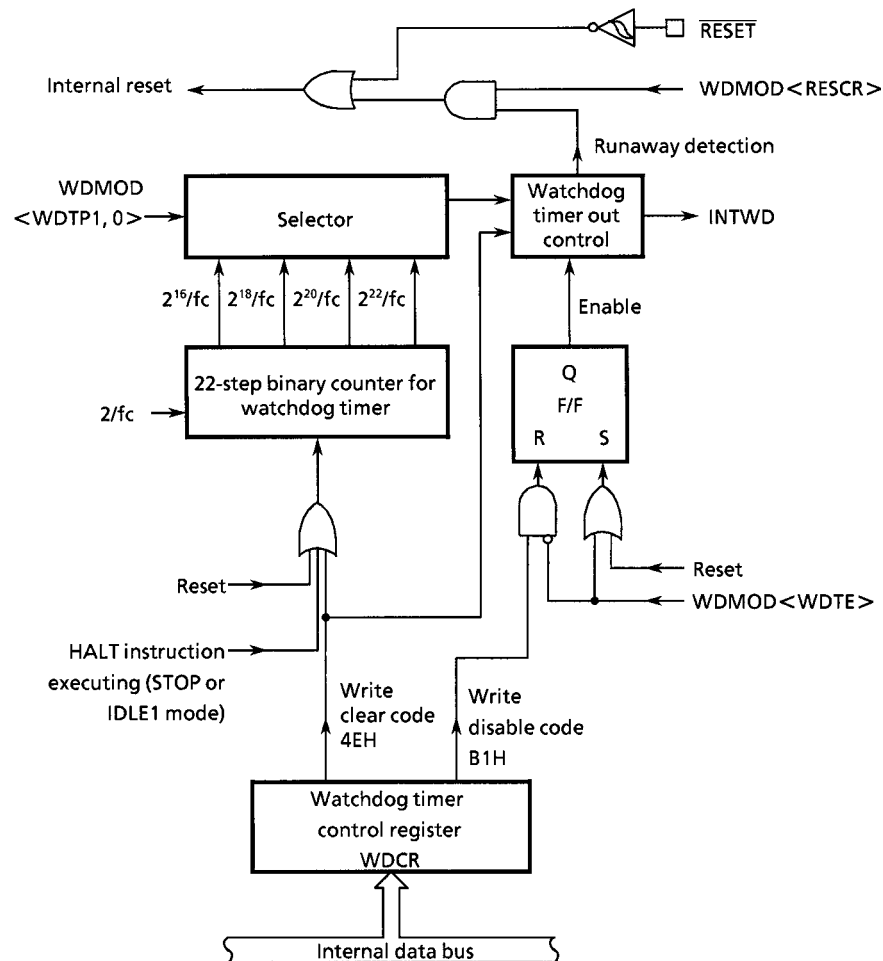 RESET
Internal reset
WDMOD<RESCR>
Runaway detection
WDMOD
<WDTP1, 0>
Selector
Watchdog
timer out
control
INTWD
2¹⁶/fc 2¹⁸/fc 2²⁰/fc 2²²/fc
Enable
22-step binary counter for
watchdog timer
2/fc
Q
F/F
R S
Reset
Reset
WDMOD<WDTE>
HALT instruction
executing (STOP or
IDLE1 mode)
Write
clear code
4EH
Write
disable code
B1H
Watchdog timer
control register
WDCR
Internal data bus